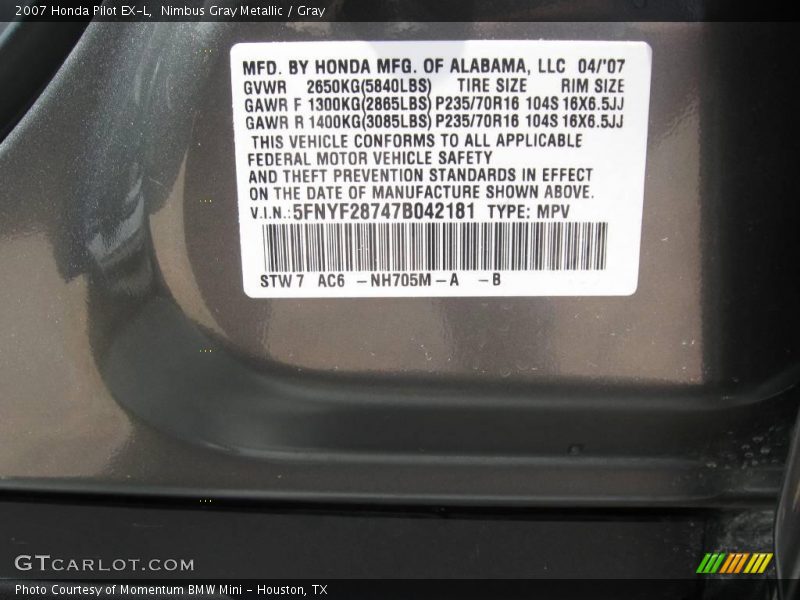 2007 Honda Pilot EX-L, Nimbus Gray Metallic / Gray
MFD. BY HONDA MFG. OF ALABAMA, LLC 04/'07
GVWR 2650KG(5840LBS) TIRE SIZE RIM SIZE
GAWR F 1300KG(2865LBS) P235/70R16 104S 16X6.5JJ
GAWR R 1400KG(3085LBS) P235/70R16 104S 16X6.5JJ
THIS VEHICLE CONFORMS TO ALL APPLICABLE
FEDERAL MOTOR VEHICLE SAFETY
AND THEFT PREVENTION STANDARDS IN EFFECT
ON THE DATE OF MANUFACTURE SHOWN ABOVE.
V.I.N.:5FNYF28747B042181 TYPE: MPV
STW7 AC6 -NH705M-A -B
GTCARLOT.COM
Photo Courtesy of Momentum BMW Mini - Houston, TX